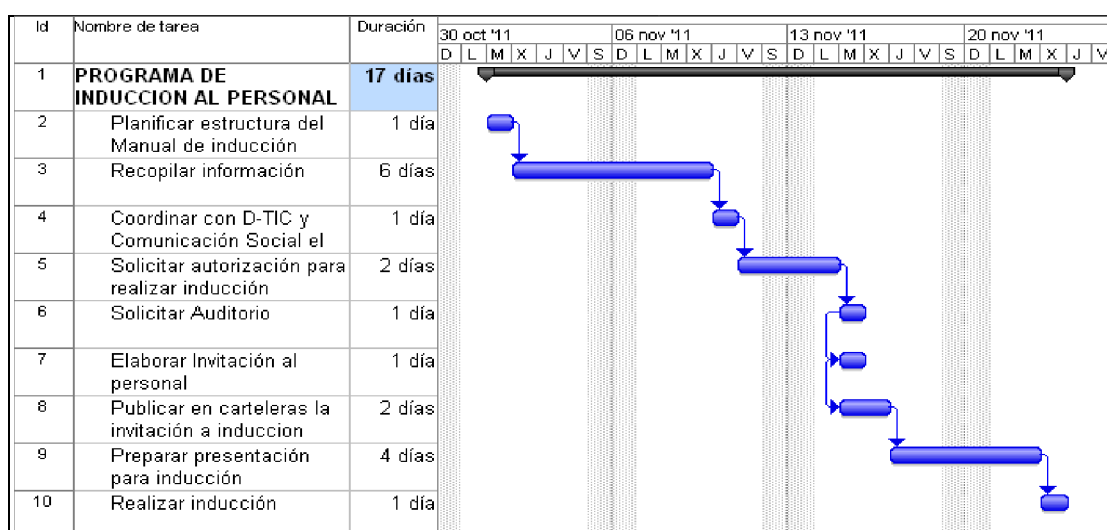 Id Nombre de tarea Duración 30 oct '11 06 nov '11 13 nov '11 20 nov '11
D L M X J V S D L M X J V S D L M X J V S D L M X J V
1 PROGRAMA DE 17 días
INDUCCION AL PERSONAL
2 Planificar estructura del 1 día
Manual de inducción
3 Recopilar información 6 días
4 Coordinar con D-TIC y 1 día
Comunicación Social el
5 Solicitar autorización para 2 días
realizar inducción
6 Solicitar Auditorio 1 día
7 Elaborar Invitación al 1 día
personal
8 Publicar en carteleras la 2 días
invitación a induccion
9 Preparar presentación 4 días
para inducción
10 Realizar inducción 1 día